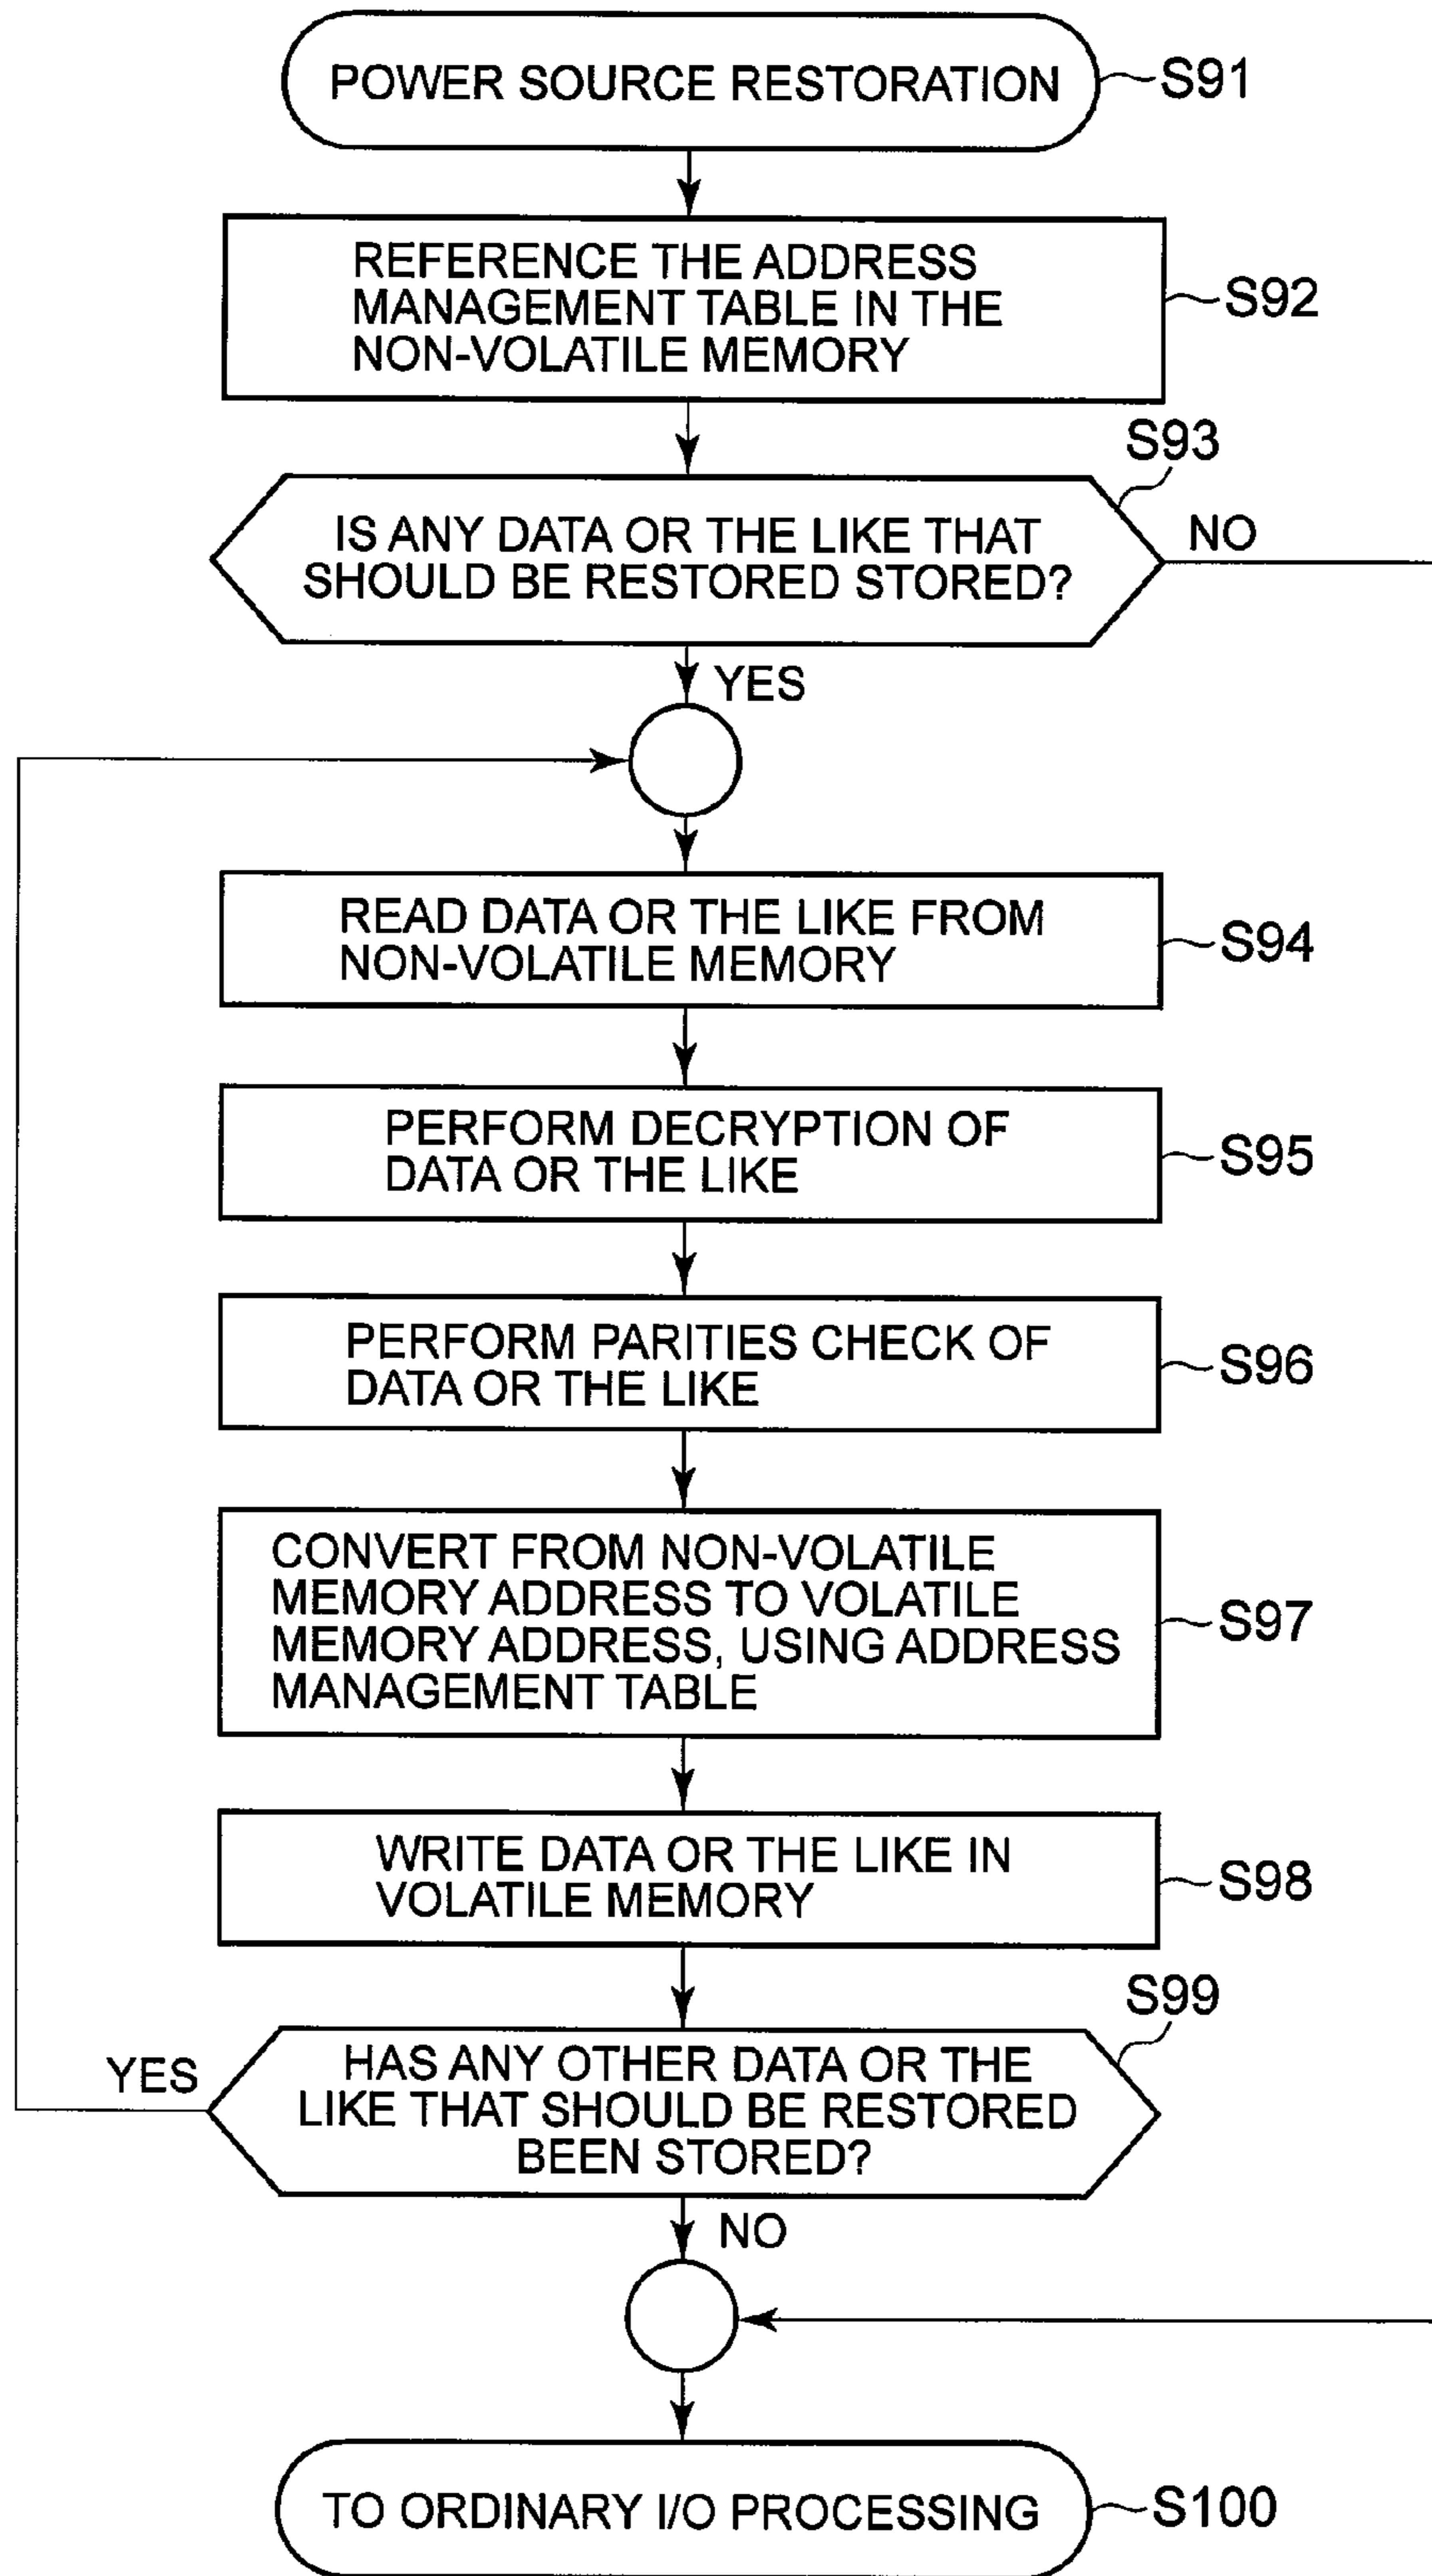 POWER SOURCE RESTORATION
S91
REFERENCE THE ADDRESS
MANAGEMENT TABLE IN THE
NON-VOLATILE MEMORY
S92
S93
IS ANY DATA OR THE LIKE THAT
SHOULD BE RESTORED STORED?
NO
YES
READ DATA OR THE LIKE FROM
NON-VOLATILE MEMORY
S94
PERFORM DECRYPTION OF
DATA OR THE LIKE
S95
PERFORM PARITIES CHECK OF
DATA OR THE LIKE
S96
CONVERT FROM NON-VOLATILE
MEMORY ADDRESS TO VOLATILE
MEMORY ADDRESS, USING ADDRESS
MANAGEMENT TABLE
S97
WRITE DATA OR THE LIKE IN
VOLATILE MEMORY
S98
S99
YES
HAS ANY OTHER DATA OR THE
LIKE THAT SHOULD BE RESTORED
BEEN STORED?
NO
TO ORDINARY I/O PROCESSING
S100